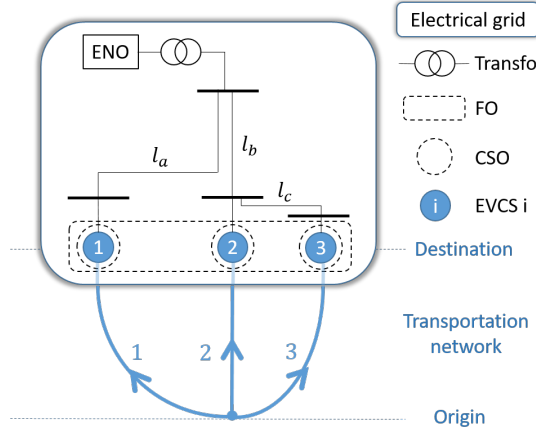 Electrical grid
ENO
Transfo
FO
CSO
EVCS i
i
l_a
l_b
l_c
1
2
3
Destination
1
2
3
Transportation
network
Origin